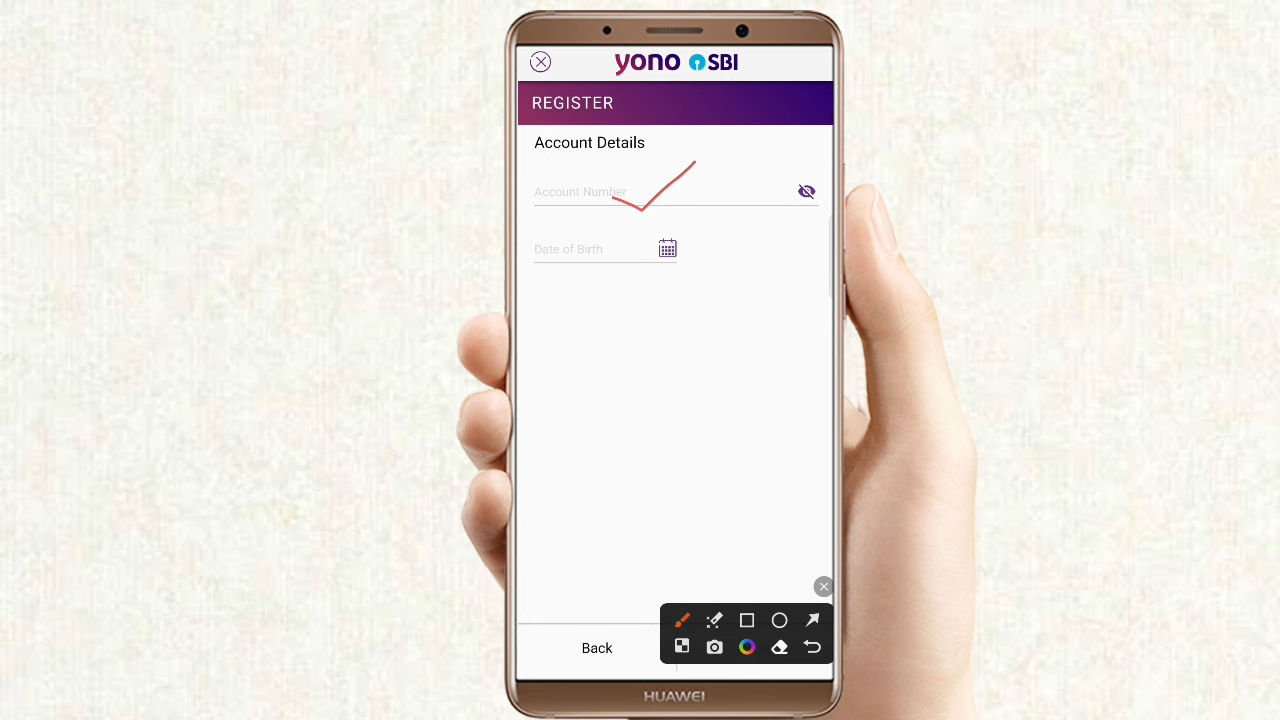 yono SBI
REGISTER
Account Details
Account Number
Date of Birth
Back
HUAWEI